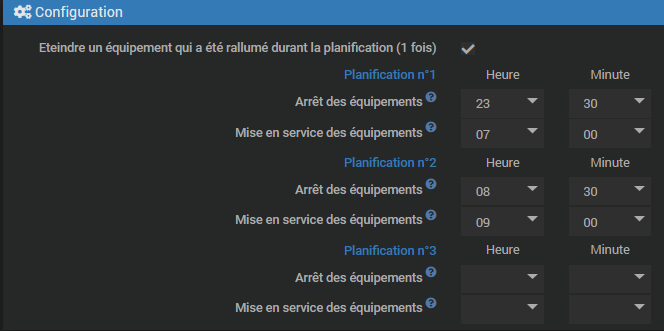 Configuration
Eteindre un équipement qui a été rallumé durant la planification (1 fois)
Planification n°1 Heure Minute
Arrêt des équipements ? 23 30
Mise en service des équipements ? 07 00
Planification n°2 Heure Minute
Arrêt des équipements ? 08 30
Mise en service des équipements ? 09 00
Planification n°3 Heure Minute
Arrêt des équipements ?
Mise en service des équipements ?